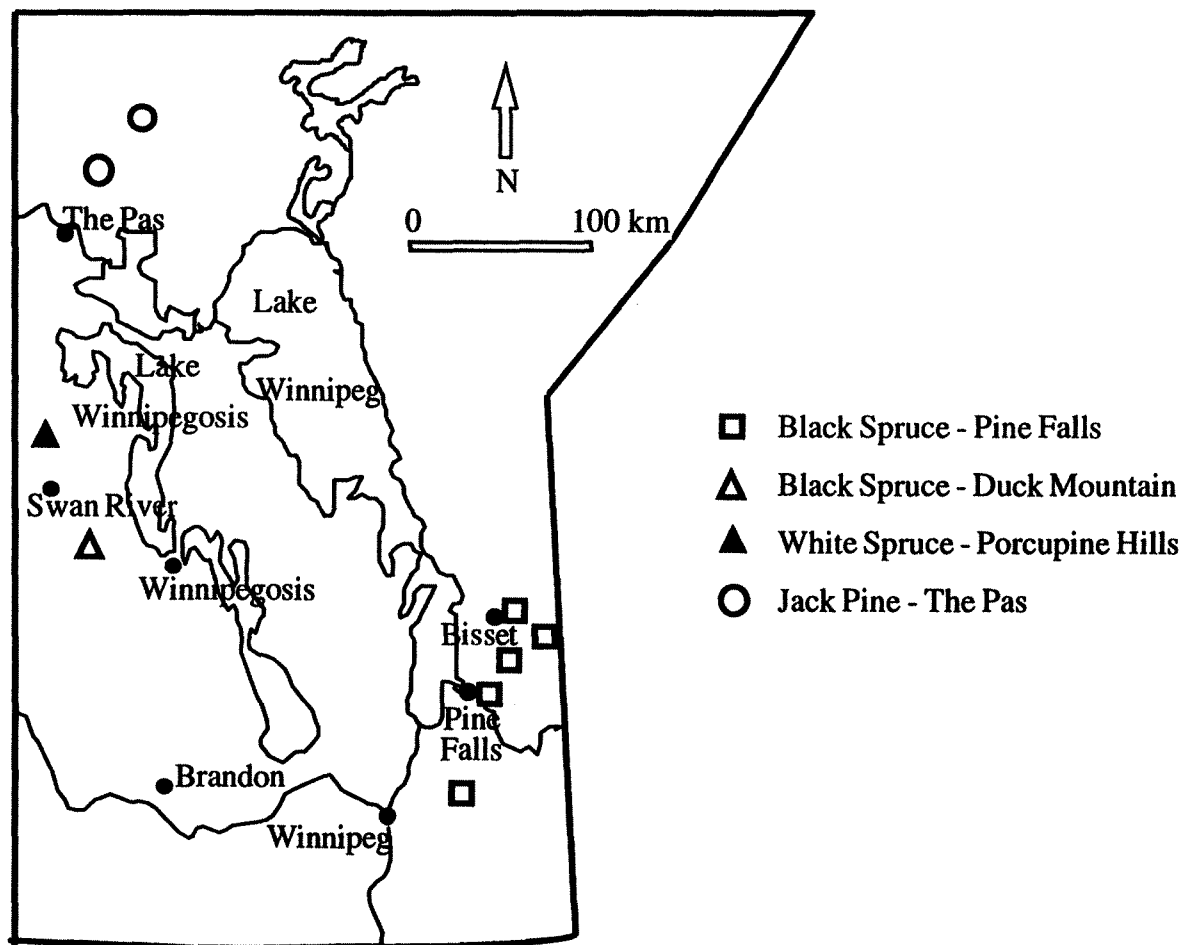 N
0 100 km
The Pas
Lake
Winnipeg
Lake
Winnipegosis
Swan River
Winnipegosis
Bisset
Pine
Falls
Brandon
Winnipeg
Black Spruce - Pine Falls
Black Spruce - Duck Mountain
White Spruce - Porcupine Hills
Jack Pine - The Pas